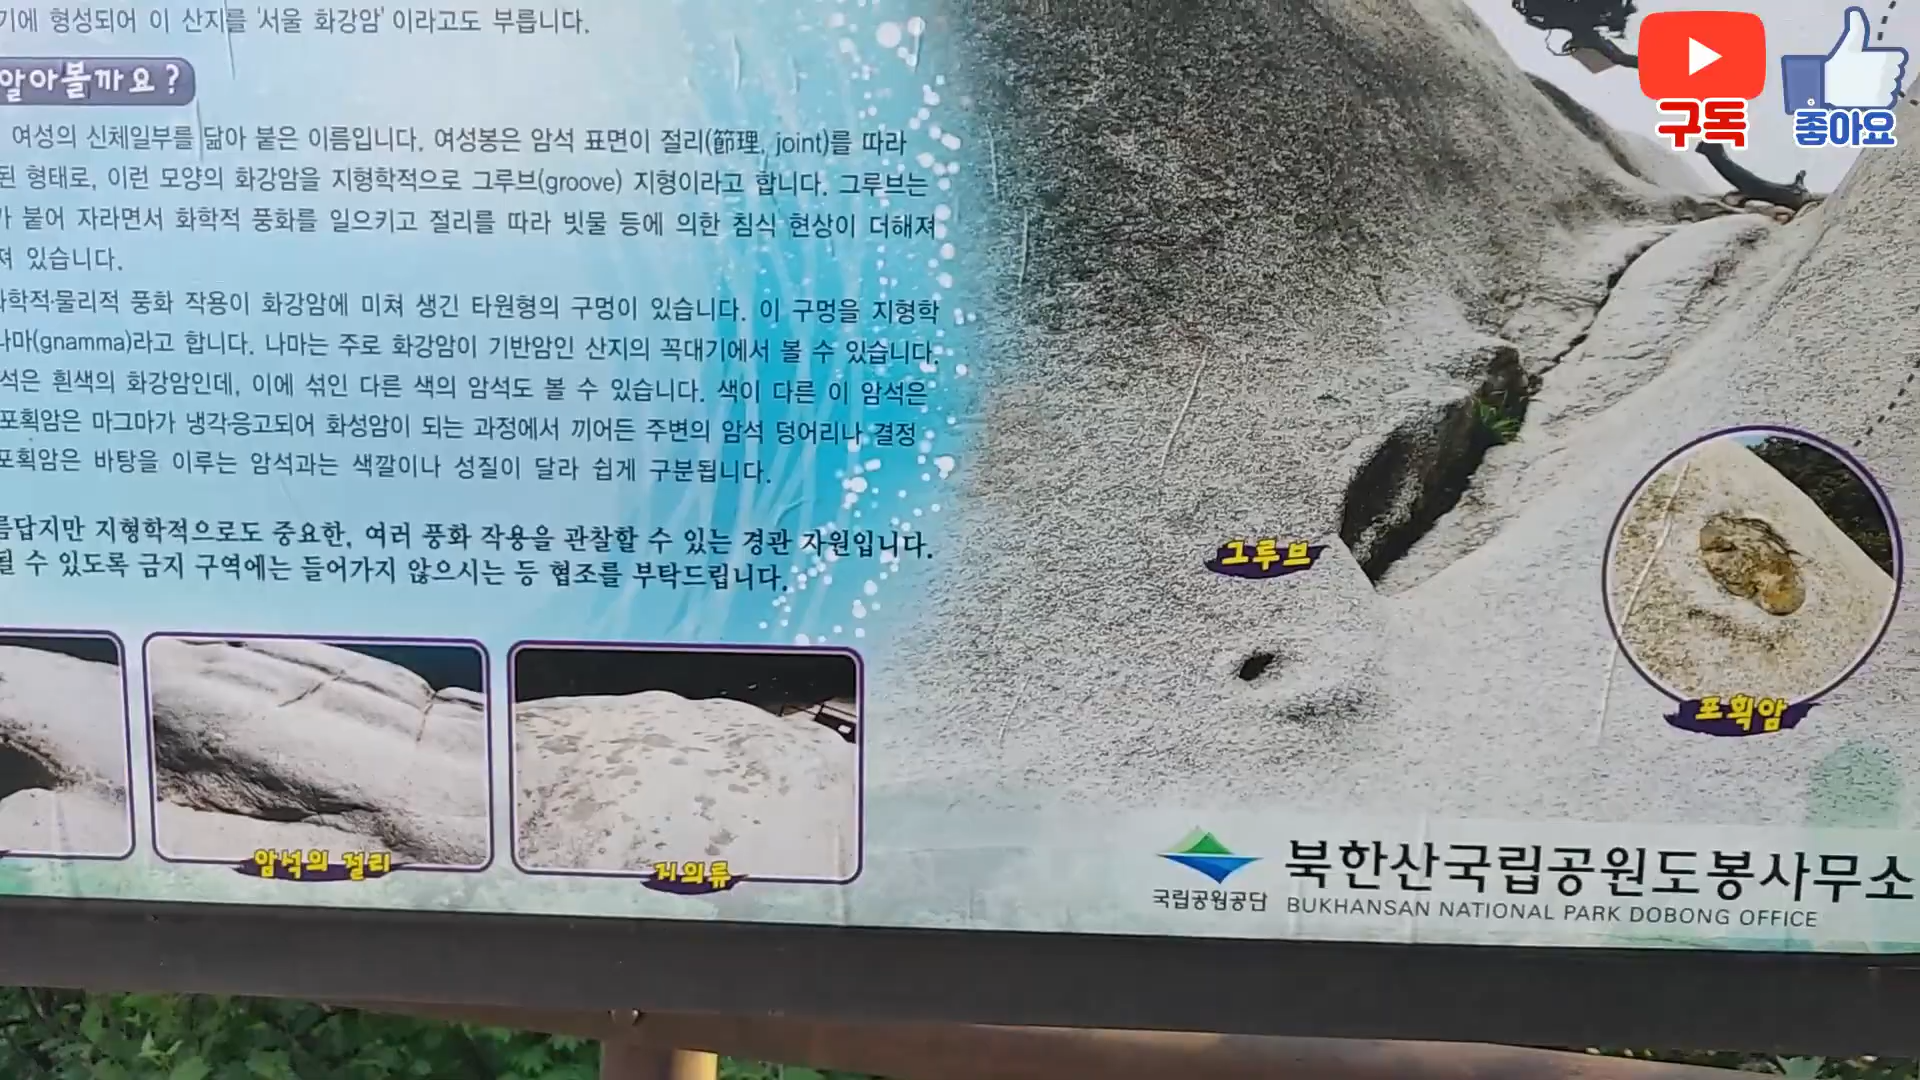 기에 형성되어 이 산지를 '서울 화강암' 이라고도 부릅니다.
알아볼까요?
여성의 신체일부를 닮아 붙은 이름입니다. 여성봉은 암석 표면이 절리(節理, joint)를 따라
된 형태로, 이런 모양의 화강암을 지형학적으로 그루브(groove) 지형이라고 합니다. 그루브는
가 붙어 자라면서 화학적 풍화를 일으키고 절리를 따라 빗물 등에 의한 침식 현상이 더해져
져 있습니다.
화학적·물리적 풍화 작용이 화강암에 미쳐 생긴 타원형의 구멍이 있습니다. 이 구멍을 지형학
나마(gnamma)라고 합니다. 나마는 주로 화강암이 기반암인 산지의 꼭대기에서 볼 수 있습니다.
석은 흰색의 화강암인데, 이에 섞인 다른 색의 암석도 볼 수 있습니다. 색이 다른 이 암석은
포획암은 마그마가 냉각·응고되어 화성암이 되는 과정에서 끼어든 주변의 암석 덩어리나 결정
포획암은 바탕을 이루는 암석과는 색깔이나 성질이 달라 쉽게 구분됩니다.
름답지만 지형학적으로도 중요한, 여러 풍화 작용을 관찰할 수 있는 경관 자원입니다.
될 수 있도록 금지 구역에는 들어가지 않으시는 등 협조를 부탁드립니다.
암석의 절리
지의류
그루브
포획암
국립공원공단
북한산국립공원도봉사무소
BUKHANSAN NATIONAL PARK DOBONG OFFICE
구독
좋아요